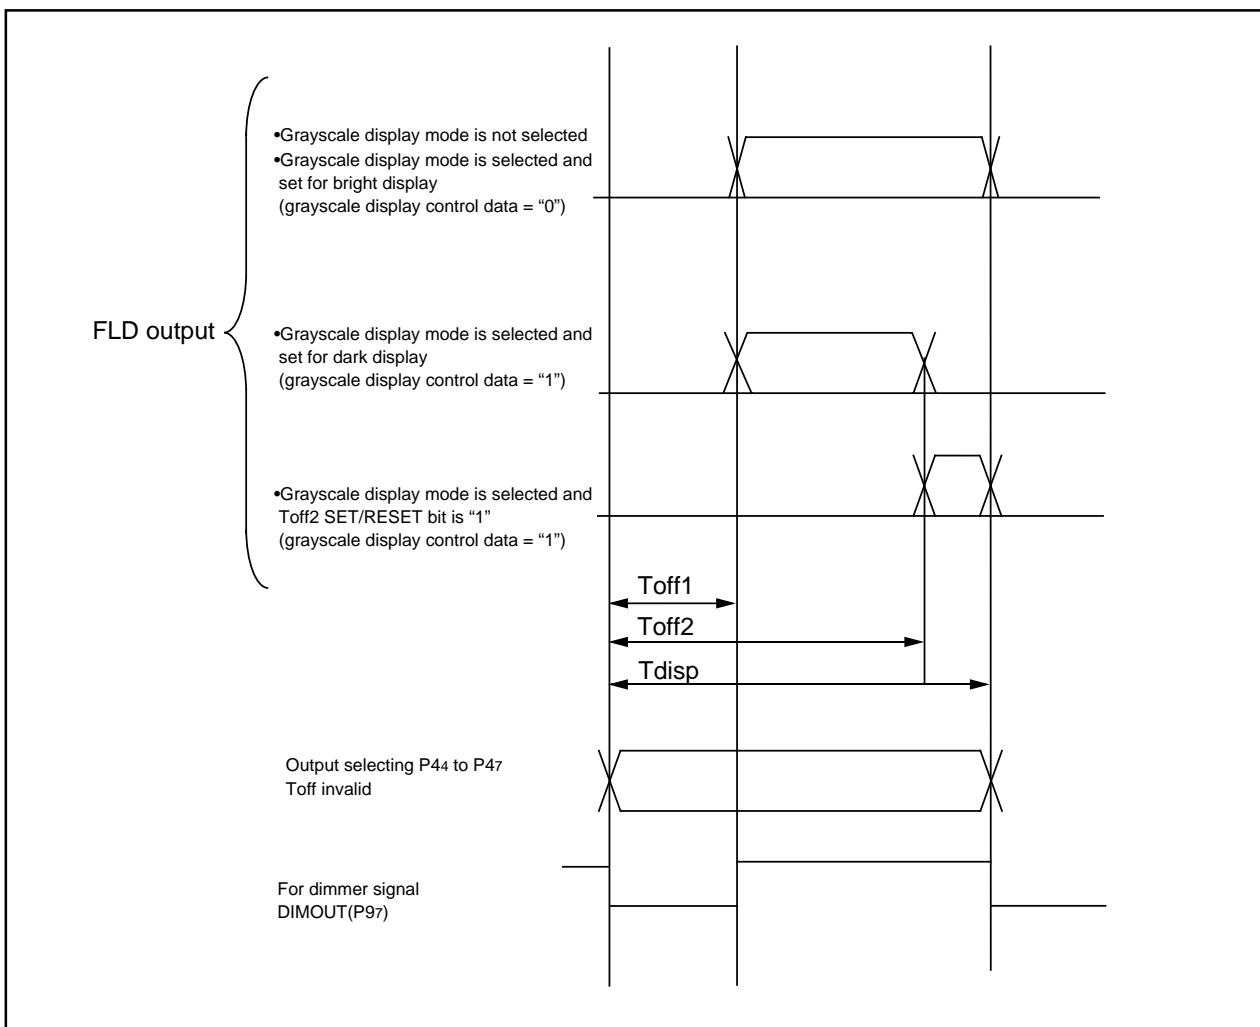 •Grayscale display mode is not selected
•Grayscale display mode is selected and
set for bright display
(grayscale display control data = “0”)
FLD output
•Grayscale display mode is selected and
set for dark display
(grayscale display control data = “1”)
•Grayscale display mode is selected and
Toff2 SET/RESET bit is “1”
(grayscale display control data = “1”)
Toff1
Toff2
Tdisp
Output selecting P44 to P47
Toff invalid
For dimmer signal
DIMOUT(P97)